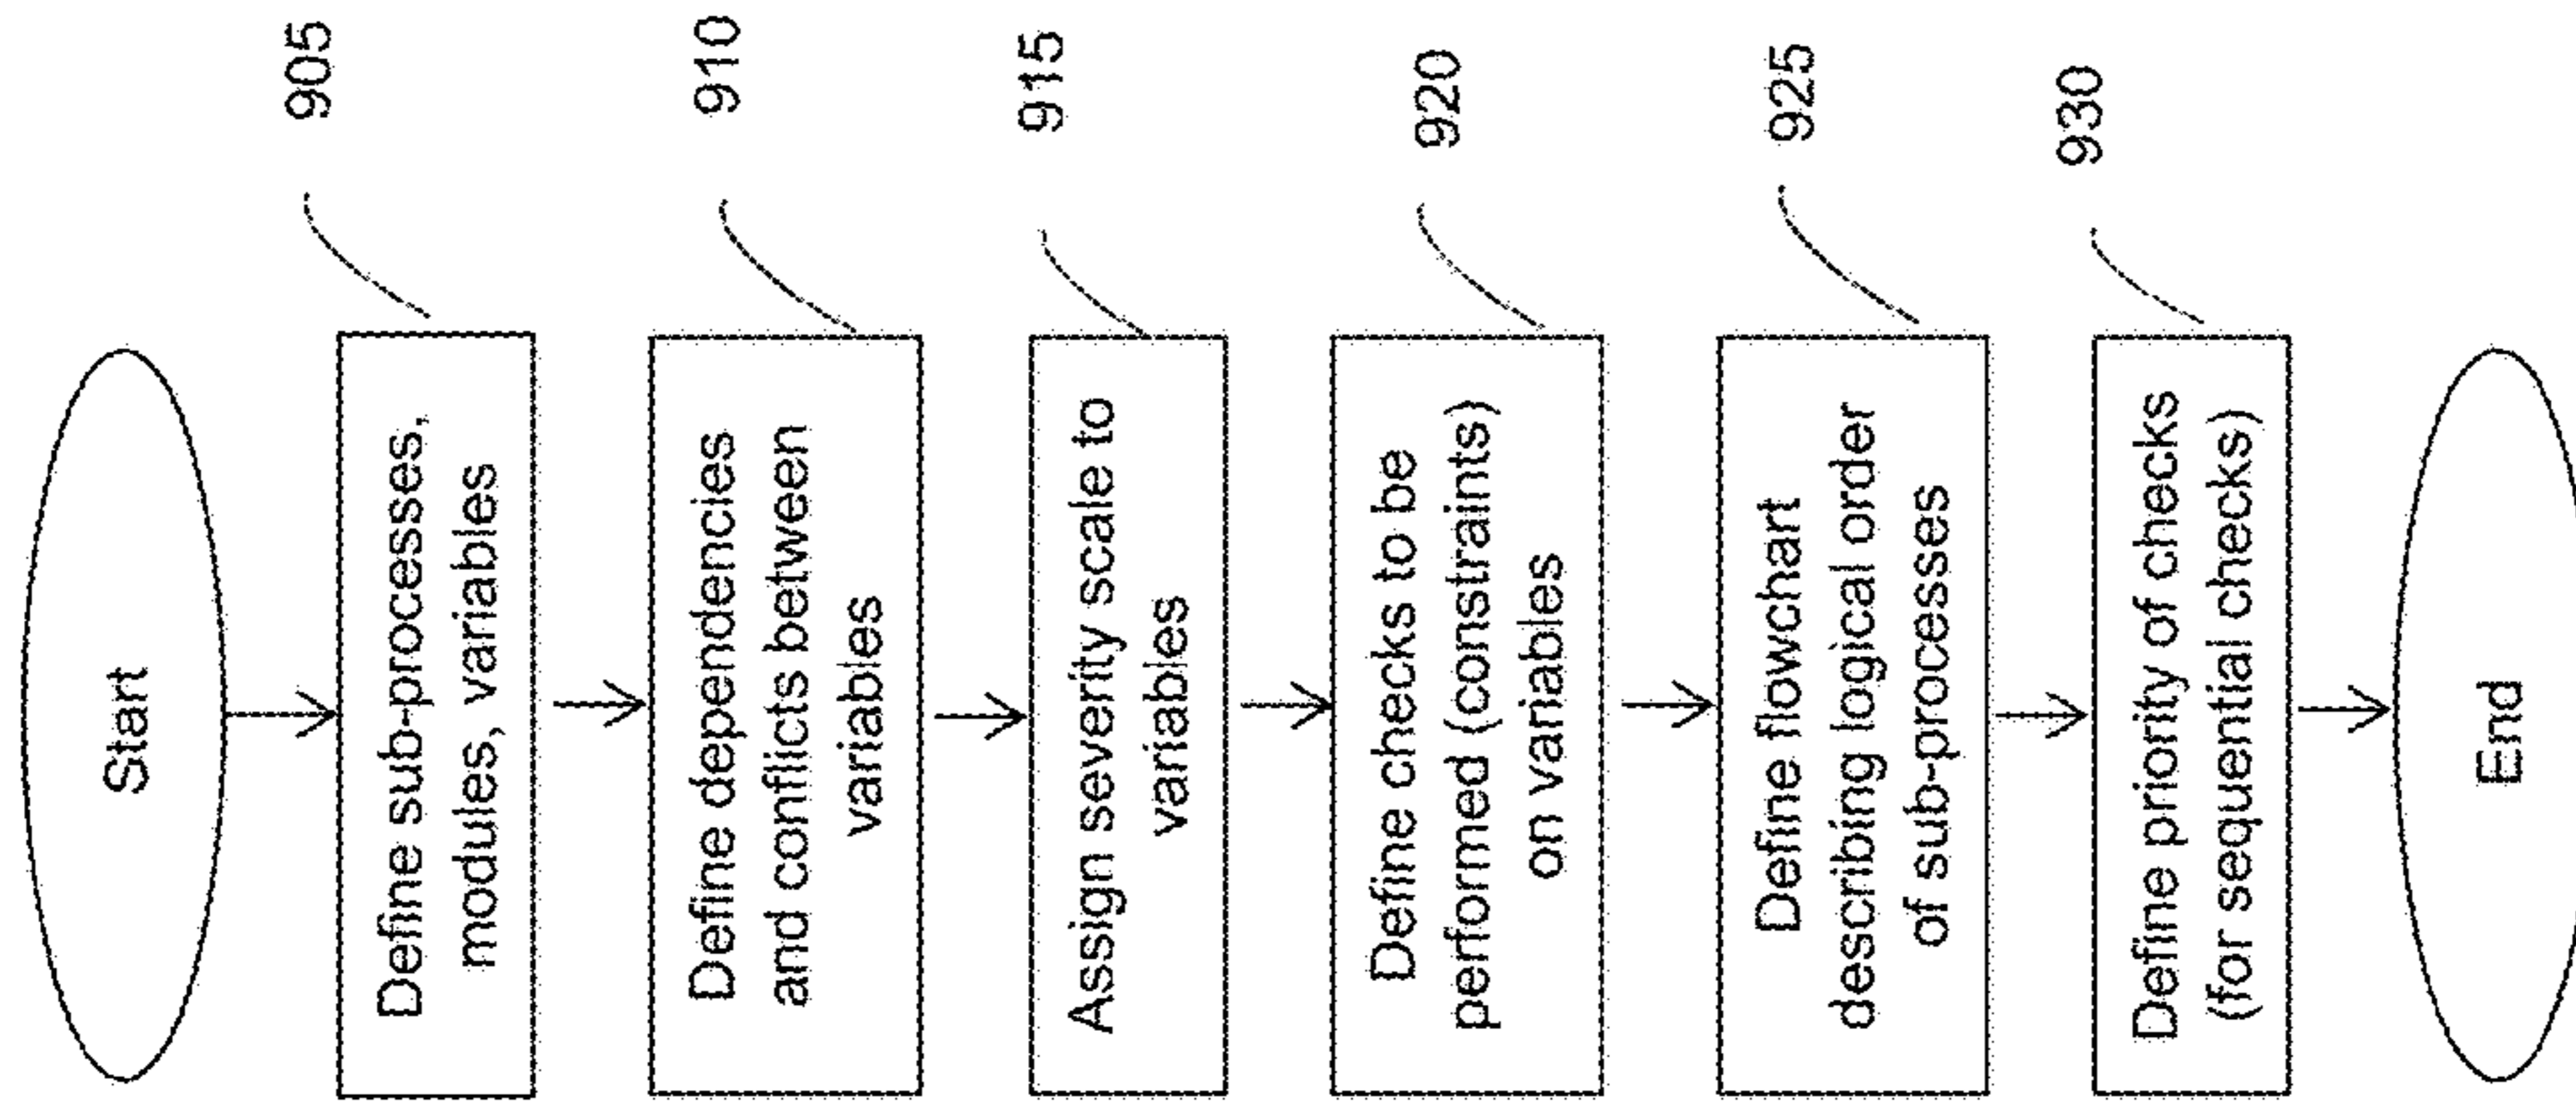 Start
Define sub-processes,
modules, variables
905
Define dependencies
and conflicts between
variables
910
Assign severity scale to
variables
915
Define checks to be
performed (constraints)
on variables
920
Define flowchart
describing logical order
of sub-processes
925
Define priority of checks
(for sequential checks)
930
End